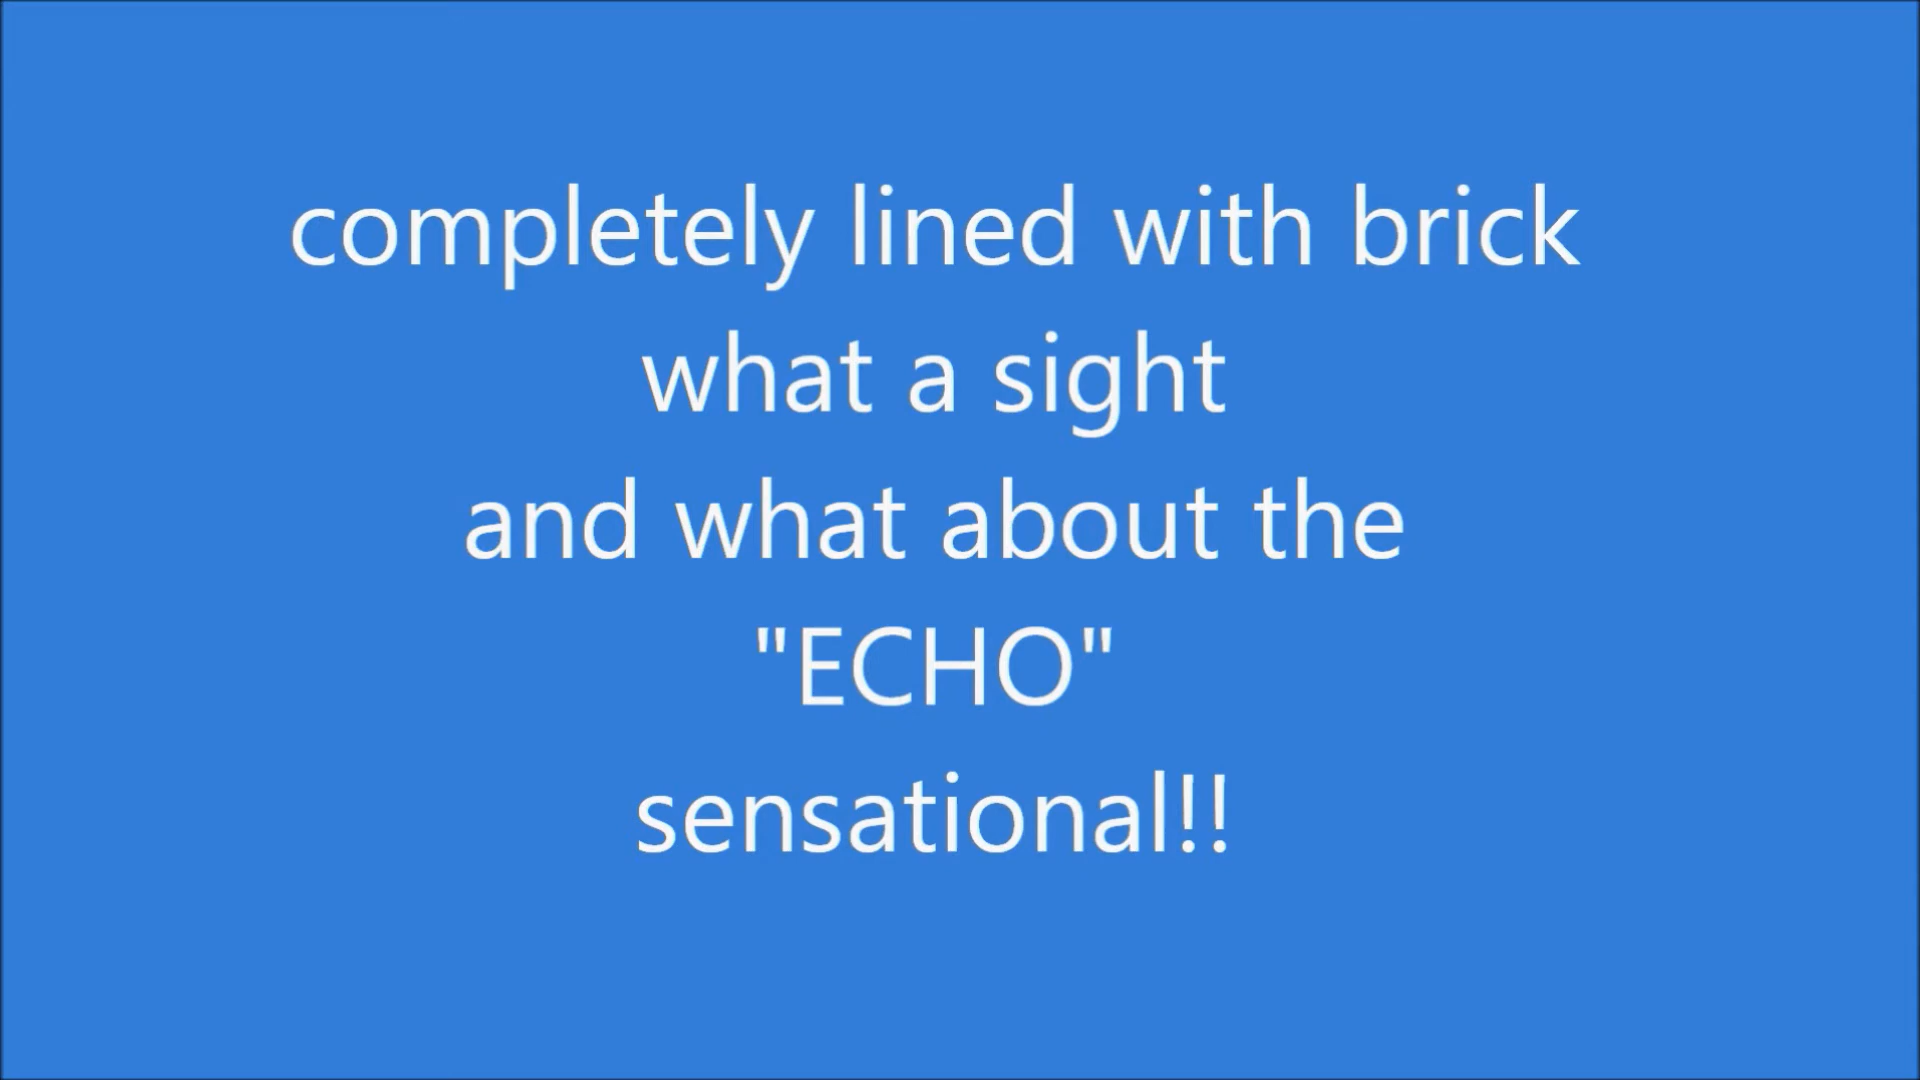 completely lined with brick
what a sight
and what about the
"ECHO"
sensational!!